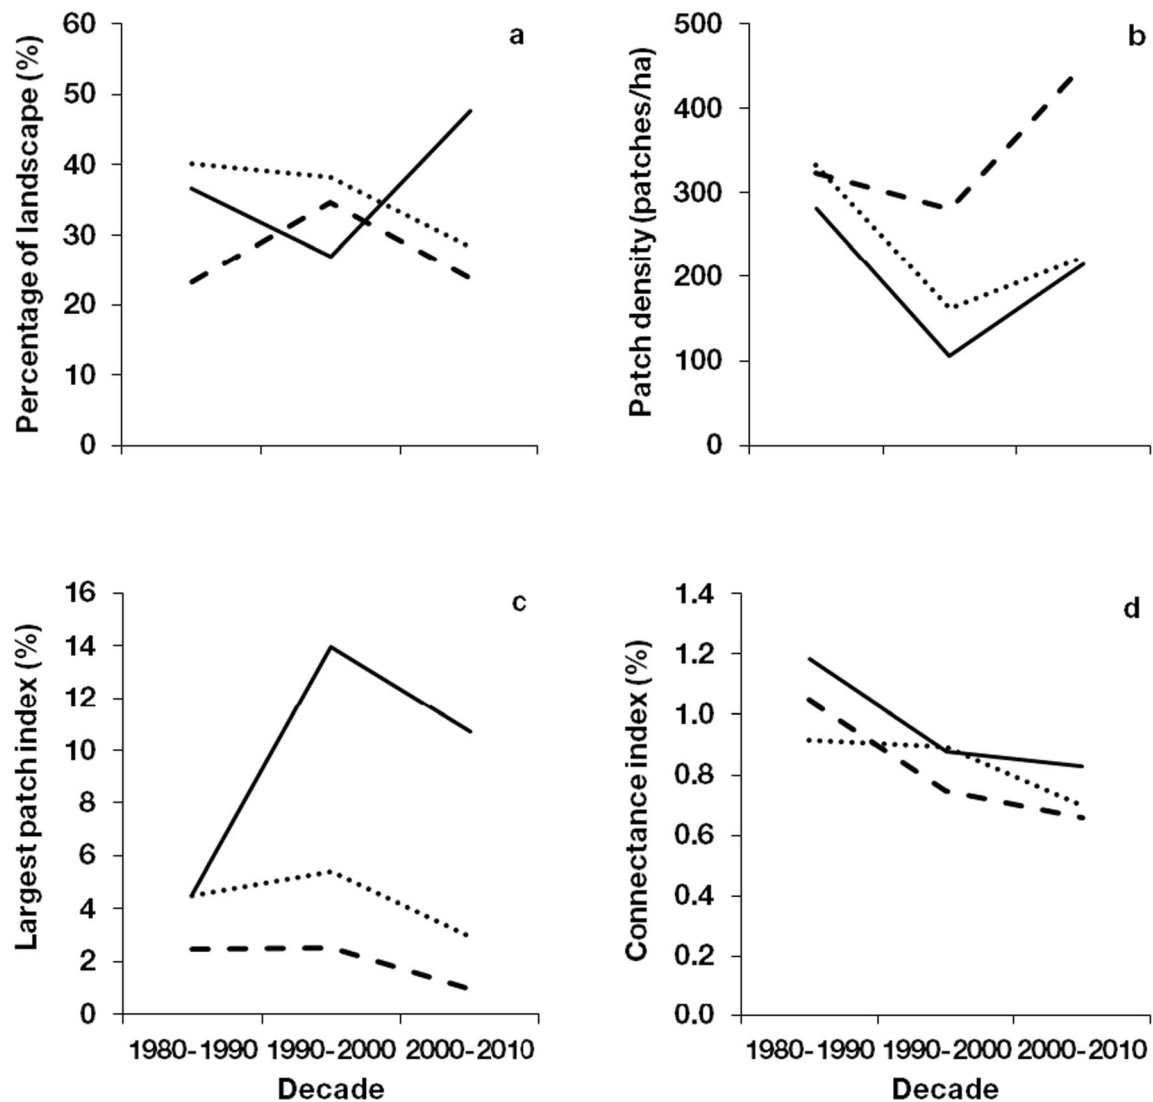 a
Percentage of landscape (%)
60
50
40
30
20
10
0
b
Patch density (patches/ha)
500
400
300
200
100
0
c
Largest patch index (%)
16
14
12
10
8
6
4
2
0
1980-1990 1990-2000 2000-2010
Decade
d
Connectance index (%)
1.4
1.2
1.0
0.8
0.6
0.4
0.2
0.0
1980-1990 1990-2000 2000-2010
Decade